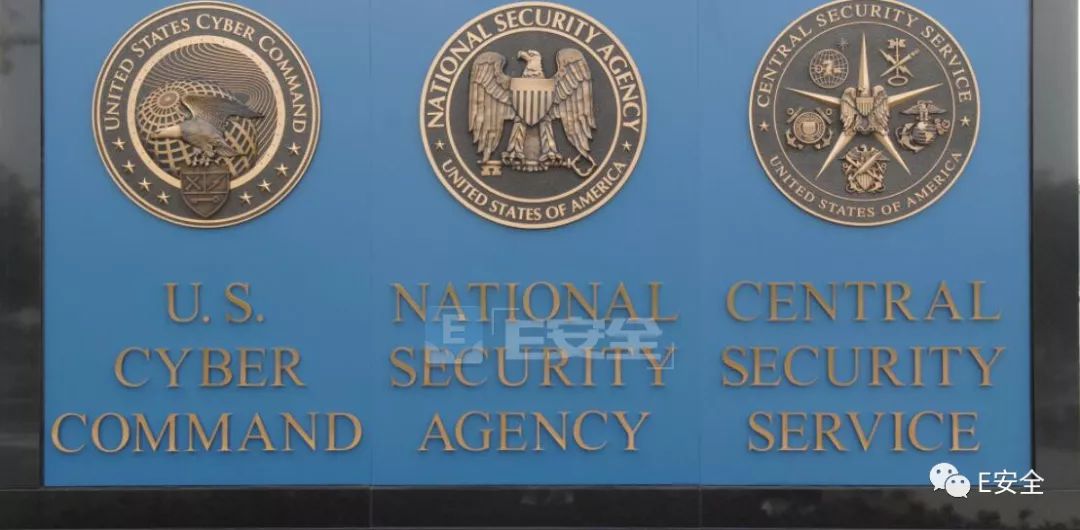 UNITED STATES CYBER COMMAND
NATIONAL SECURITY AGENCY
UNITED STATES OF AMERICA
CENTRAL SECURITY SERVICE
UNITED STATES OF AMERICA
U. S.
CYBER
COMMAND
NATIONAL
SECURITY
AGENCY
CENTRAL
SECURITY
SERVICE
E E安全
E安全